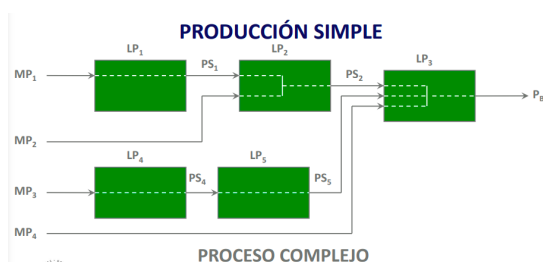 PRODUCCIÓN SIMPLE
LP1 LP2 LP3
MP1 PS1 PS2 PB
MP2
LP4 LP5
MP3 PS4 PS5
MP4
PROCESO COMPLEJO